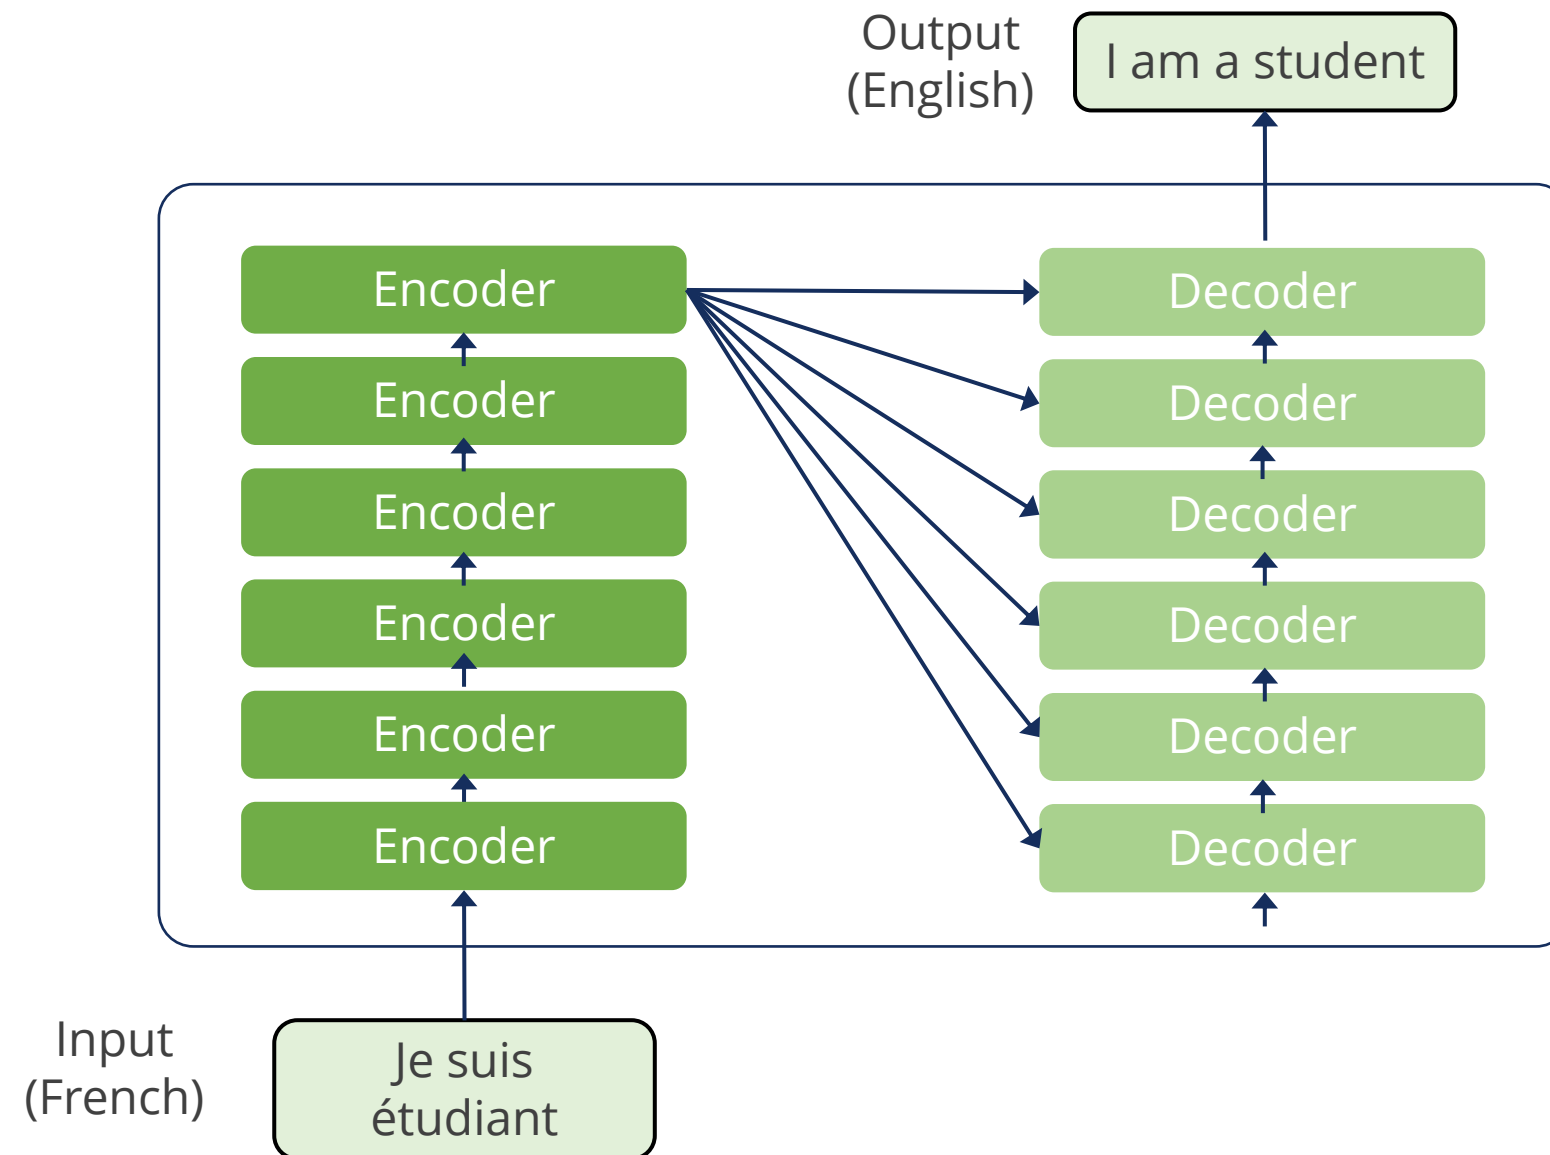 Output
(English)
I am a student
Encoder
Encoder
Encoder
Encoder
Encoder
Encoder
Decoder
Decoder
Decoder
Decoder
Decoder
Decoder
Input
(French)
Je suis
étudiant